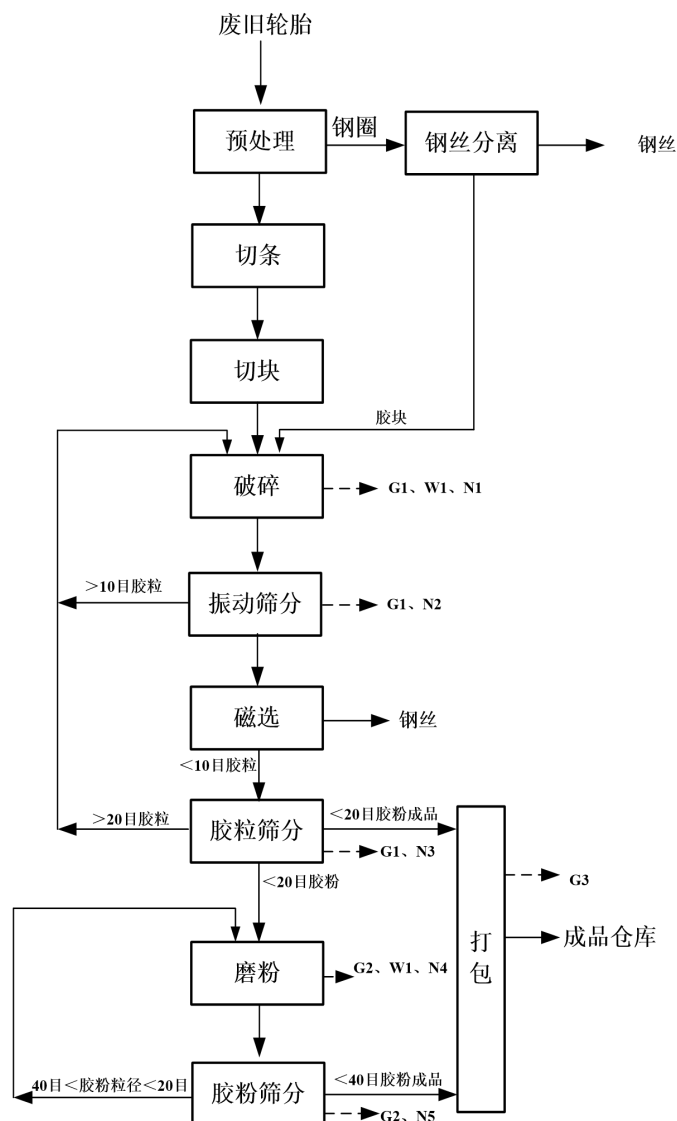 废旧轮胎
预处理
钢圈
钢丝分离
钢丝
切条
切块
胶块
破碎
G1、W1、N1
>10目胶粒
振动筛分
G1、N2
磁选
钢丝
<10目胶粒
>20目胶粒
胶粒筛分
<20目胶粉成品
G1、N3
<20目胶粉
G3
打包
成品仓库
磨粉
G2、W1、N4
40目<胶粉粒径<20目
胶粉筛分
<40目胶粉成品
G2、N5